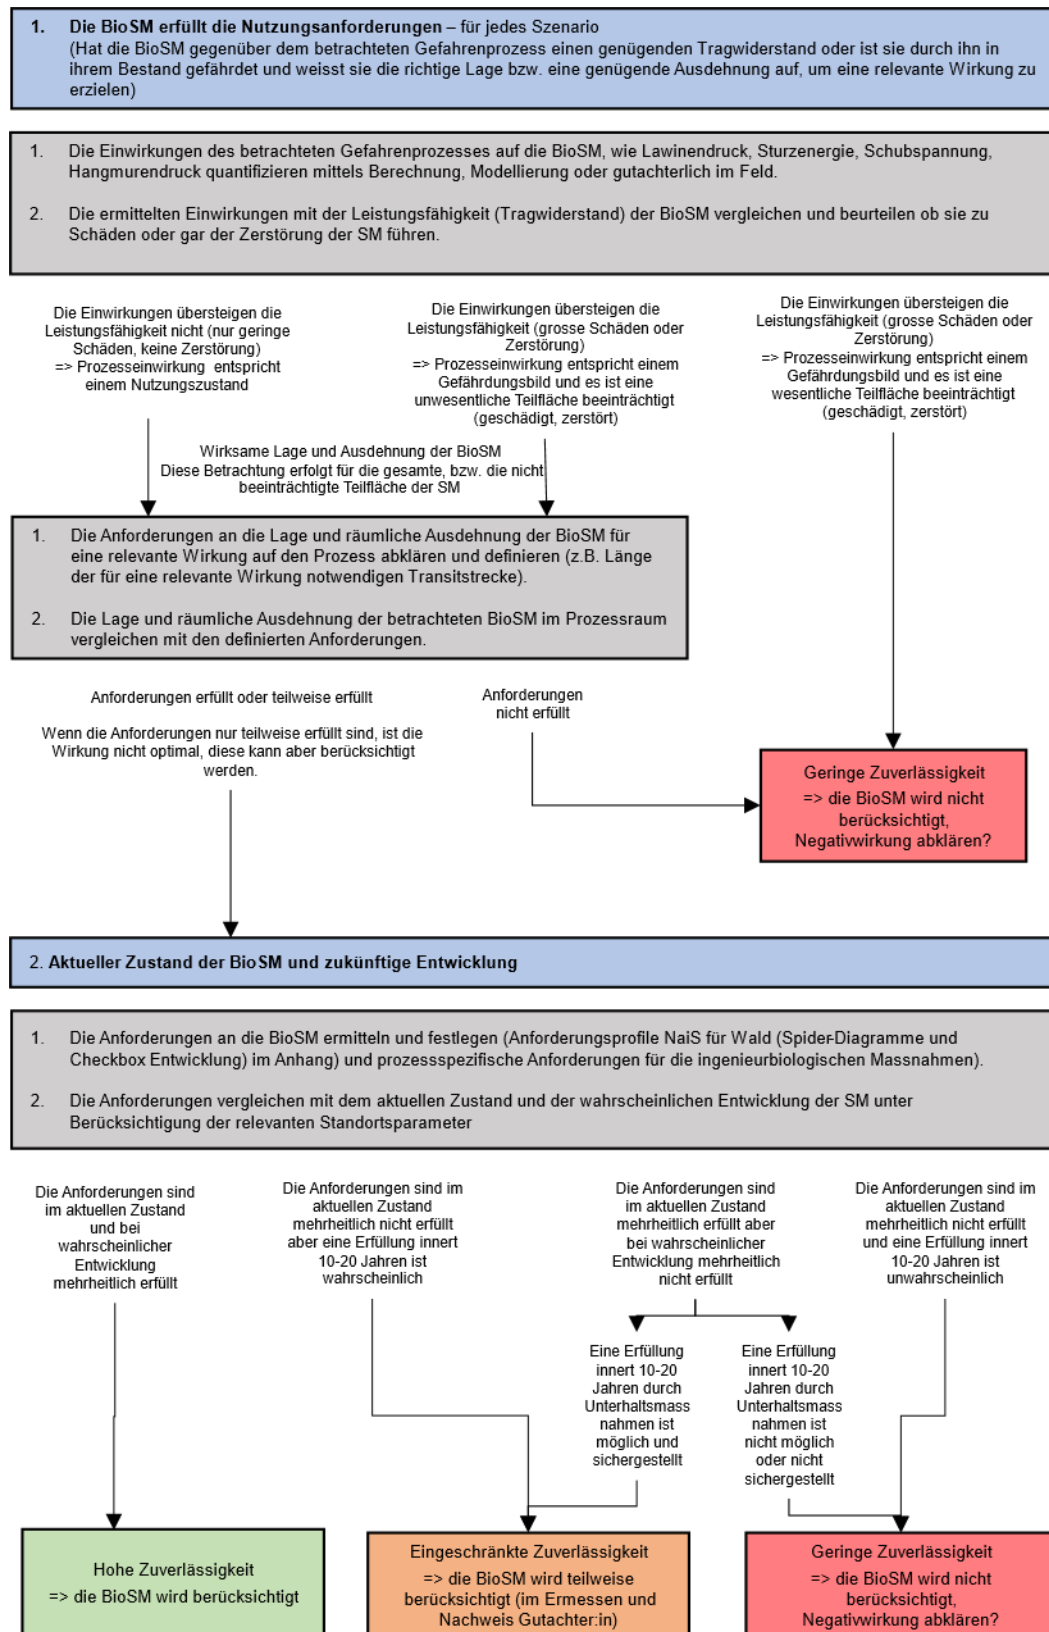 1. Die BioSM erfüllt die Nutzungsanforderungen – für jedes Szenario
(Hat die BioSM gegenüber dem betrachteten Gefahrenprozess einen genügenden Tragwiderstand oder ist sie durch ihn in
ihrem Bestand gefährdet und weisst sie die richtige Lage bzw. eine genügende Ausdehnung auf, um eine relevante Wirkung zu
erzielen)
1. Die Einwirkungen des betrachteten Gefahrenprozesses auf die BioSM, wie Lawinendruck, Sturzenergie, Schubspannung,
Hangmurendruck quantifizieren mittels Berechnung, Modellierung oder gutachterlich im Feld.
2. Die ermittelten Einwirkungen mit der Leistungsfähigkeit (Tragwiderstand) der BioSM vergleichen und beurteilen ob sie zu
Schäden oder gar der Zerstörung der SM führen.
Die Einwirkungen übersteigen die
Leistungsfähigkeit nicht (nur geringe
Schäden, keine Zerstörung)
=> Prozesseinwirkung entspricht
einem Nutzungszustand
Die Einwirkungen übersteigen die
Leistungsfähigkeit (grosse Schäden oder
Zerstörung)
=> Prozesseinwirkung entspricht einem
Gefährdungsbild und es ist eine
unwesentliche Teilfläche beeinträchtigt
(geschädigt, zerstört)
Die Einwirkungen übersteigen die
Leistungsfähigkeit (grosse Schäden oder
Zerstörung)
=> Prozesseinwirkung entspricht einem
Gefährdungsbild und es ist eine
wesentliche Teilfläche beeinträchtigt
(geschädigt, zerstört)
Wirksame Lage und Ausdehnung der BioSM
Diese Betrachtung erfolgt für die gesamte, bzw. die nicht
beeinträchtigte Teilfläche der SM
1. Die Anforderungen an die Lage und räumliche Ausdehnung der BioSM für
eine relevante Wirkung auf den Prozess abklären und definieren (z.B. Länge
der für eine relevante Wirkung notwendigen Transitstrecke).
2. Die Lage und räumliche Ausdehnung der betrachteten BioSM im Prozessraum
vergleichen mit den definierten Anforderungen.
Anforderungen erfüllt oder teilweise erfüllt
Wenn die Anforderungen nur teilweise erfüllt sind, ist die
Wirkung nicht optimal, diese kann aber berücksichtigt
werden.
Anforderungen
nicht erfüllt
Geringe Zuverlässigkeit
=> die BioSM wird nicht
berücksichtigt,
Negativwirkung abklären?
2. Aktueller Zustand der BioSM und zukünftige Entwicklung
1. Die Anforderungen an die BioSM ermitteln und festlegen (Anforderungsprofile NaiS für Wald (Spider-Diagramme und
Checkbox Entwicklung) im Anhang) und prozessspezifische Anforderungen für die ingenieurbiologischen Massnahmen).
2. Die Anforderungen vergleichen mit dem aktuellen Zustand und der wahrscheinlichen Entwicklung der SM unter
Berücksichtigung der relevanten Standortsparameter
Die Anforderungen sind
im aktuellen Zustand
und bei
wahrscheinlicher
Entwicklung
mehrheitlich erfüllt
Die Anforderungen sind im
aktuellen Zustand
mehrheitlich nicht erfüllt
aber eine Erfüllung innert
10-20 Jahren ist
wahrscheinlich
Die Anforderungen sind
im aktuellen Zustand
mehrheitlich erfüllt aber
bei wahrscheinlicher
Entwicklung mehrheitlich
nicht erfüllt
Die Anforderungen sind im
aktuellen Zustand
mehrheitlich nicht erfüllt
und eine Erfüllung innert
10-20 Jahren ist
unwahrscheinlich
Eine Erfüllung
innert 10-20
Jahren durch
Unterhaltsmass
nahmen ist
möglich und
sichergestellt
Eine Erfüllung
innert 10-20
Jahren durch
Unterhaltsmass
nahmen ist
nicht möglich
oder nicht
sichergestellt
Hohe Zuverlässigkeit
=> die BioSM wird berücksichtigt
Eingeschränkte Zuverlässigkeit
=> die BioSM wird teilweise
berücksichtigt (im Ermessen und
Nachweis Gutachter:in)
Geringe Zuverlässigkeit
=> die BioSM wird nicht
berücksichtigt,
Negativwirkung abklären?